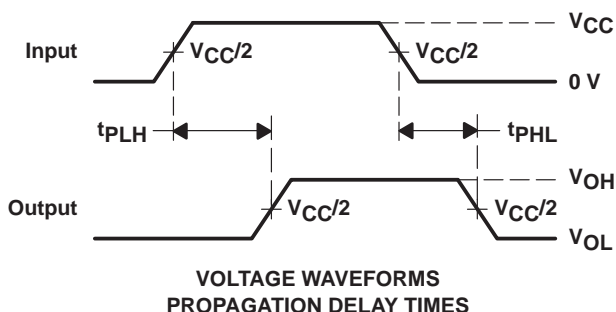 VCC
Input
VCC/2
VCC/2
0 V
tPLH
tPHL
VOH
Output
VCC/2
VCC/2
VOL
VOLTAGE WAVEFORMS
PROPAGATION DELAY TIMES